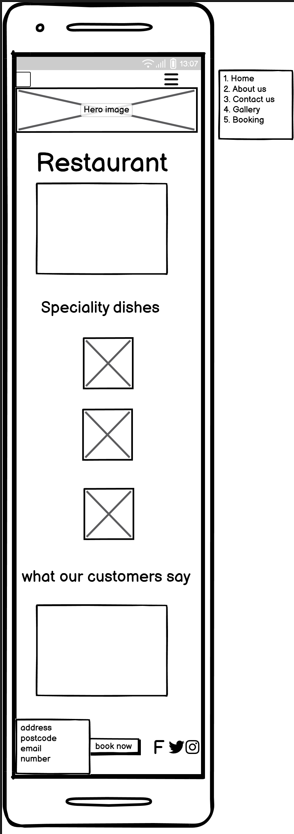 13:07
1. Home
2. About us
3. Contact us
4. Gallery
5. Booking
Hero image
Restaurant
Speciality dishes
what our customers say
address
postcode
email
number
book now
F